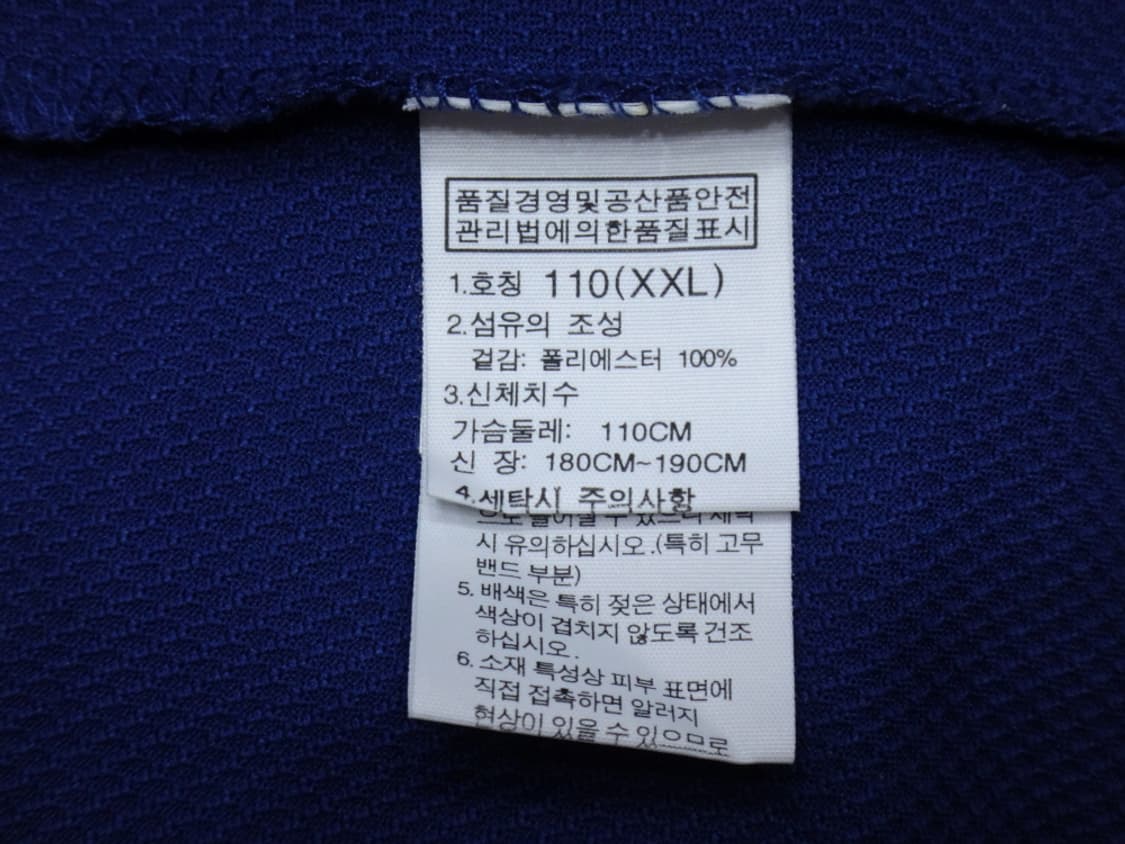 품질경영및공산품안전
관리법에의한품질표시
1.호칭 110(XXL)
2.섬유의 조성
겉감: 폴리에스터 100%
3.신체치수
가슴둘레: 110CM
신 장: 180CM~190CM
4.세탁시 주의사항
시 유의하십시오.(특히 고무
밴드 부분)
5. 배색은 특히 젖은 상태에서
색상이 겹치지 않도록 건조
하십시오.
6. 소재 특성상 피부 표면에
직접 접촉하면 알러지
현상이 있을 수 있으므로